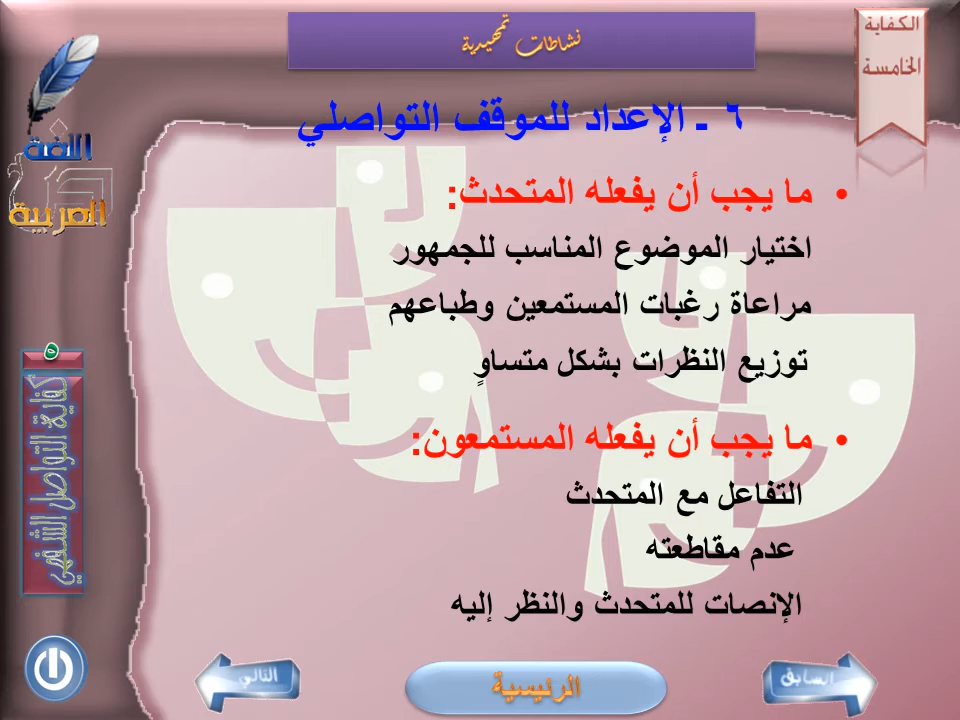 نشاطات تمهيدية
الكفاية
الخامسة
اللغة
العربية
٦ ـ الإعداد للموقف التواصلي
• ما يجب أن يفعله المتحدث:
اختيار الموضوع المناسب للجمهور
مراعاة رغبات المستمعين وطباعهم
توزيع النظرات بشكل متساوٍ
• ما يجب أن يفعله المستمعون:
التفاعل مع المتحدث
عدم مقاطعته
الإنصات للمتحدث والنظر إليه
٥
كفاية التواصل الشفهي
السابق
الرئيسية
التالي